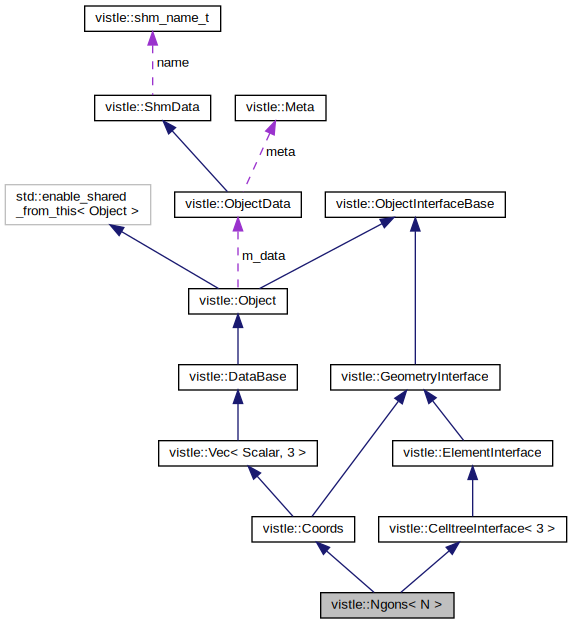 vistle::shm_name_t
name
vistle::ShmData
vistle::Meta
meta
std::enable_shared
_from_this< Object >
vistle::ObjectData
vistle::ObjectInterfaceBase
m_data
vistle::Object
vistle::DataBase
vistle::GeometryInterface
vistle::Vec< Scalar, 3 >
vistle::ElementInterface
vistle::Coords
vistle::CelltreeInterface< 3 >
vistle::Ngons< N >